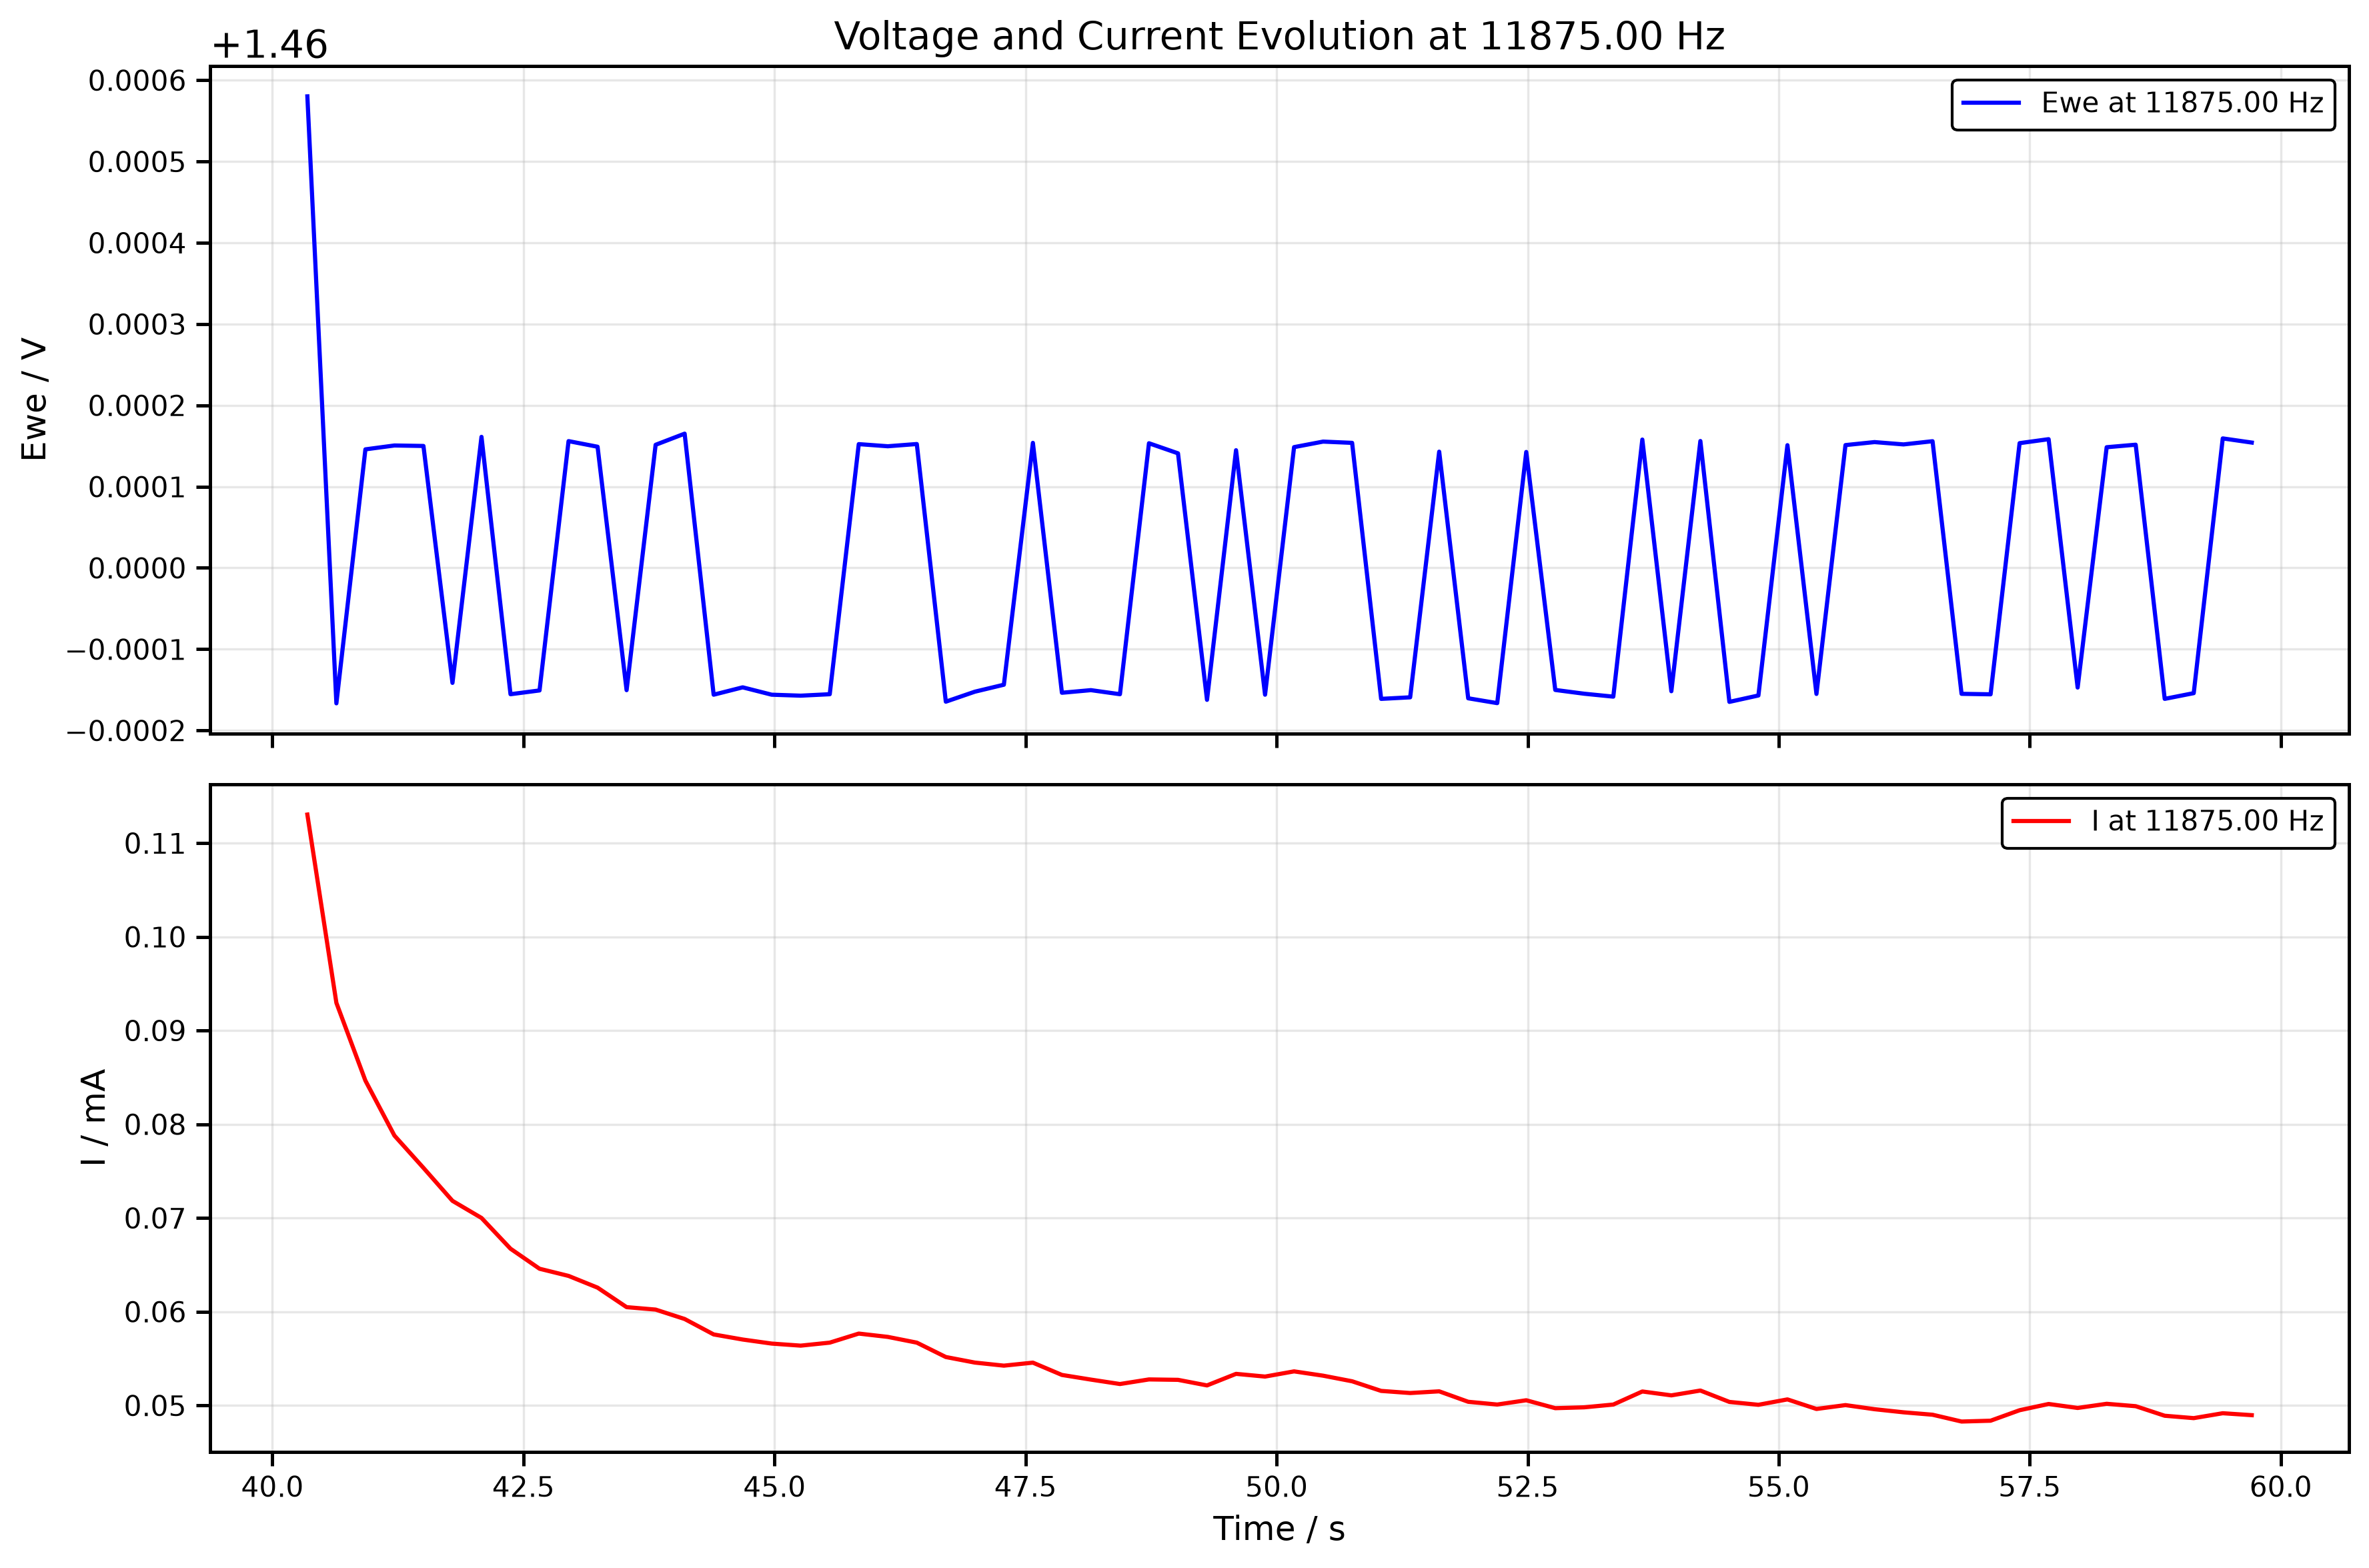 Voltage and Current Evolution at 11875.00 Hz
+1.46
Ewe at 11875.00 Hz
0.0006
0.0005
0.0004
0.0003
0.0002
0.0001
0.0000
−0.0001
−0.0002
Ewe / V
I at 11875.00 Hz
0.11
0.10
0.09
0.08
0.07
0.06
0.05
I / mA
40.0 42.5 45.0 47.5 50.0 52.5 55.0 57.5 60.0
Time / s